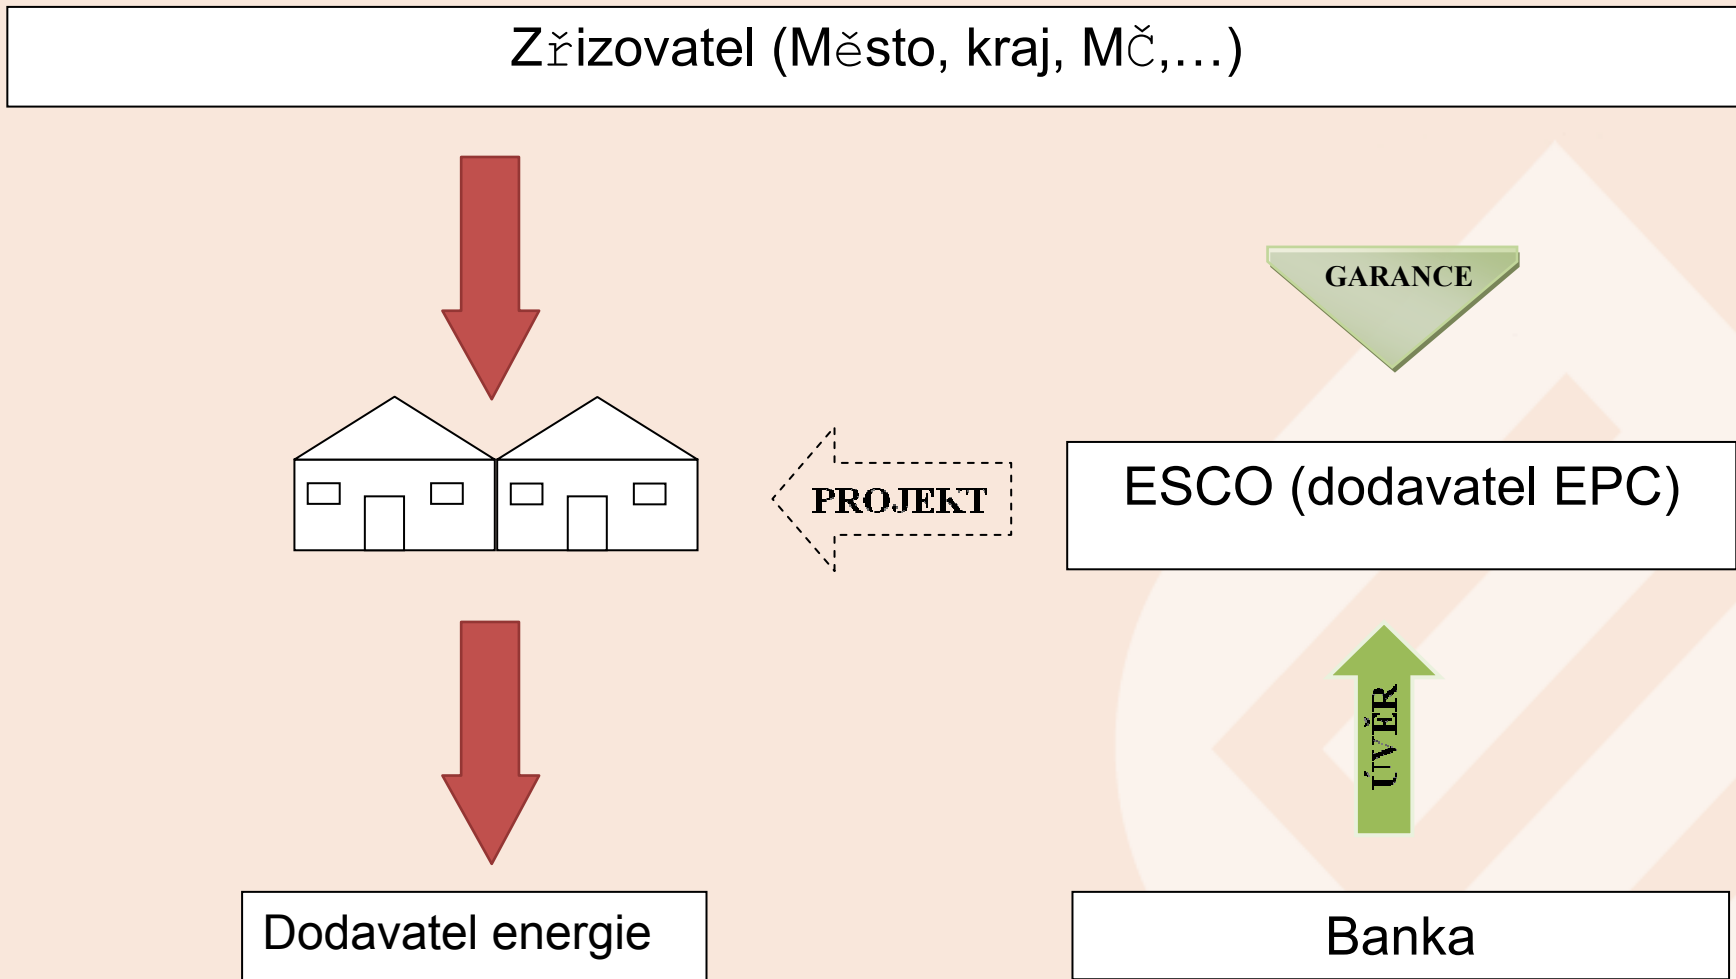 Zřizovatel (Město, kraj, MČ,…)
GARANCE
PROJEKT
ESCO (dodavatel EPC)
ÚVĚR
Dodavatel energie
Banka